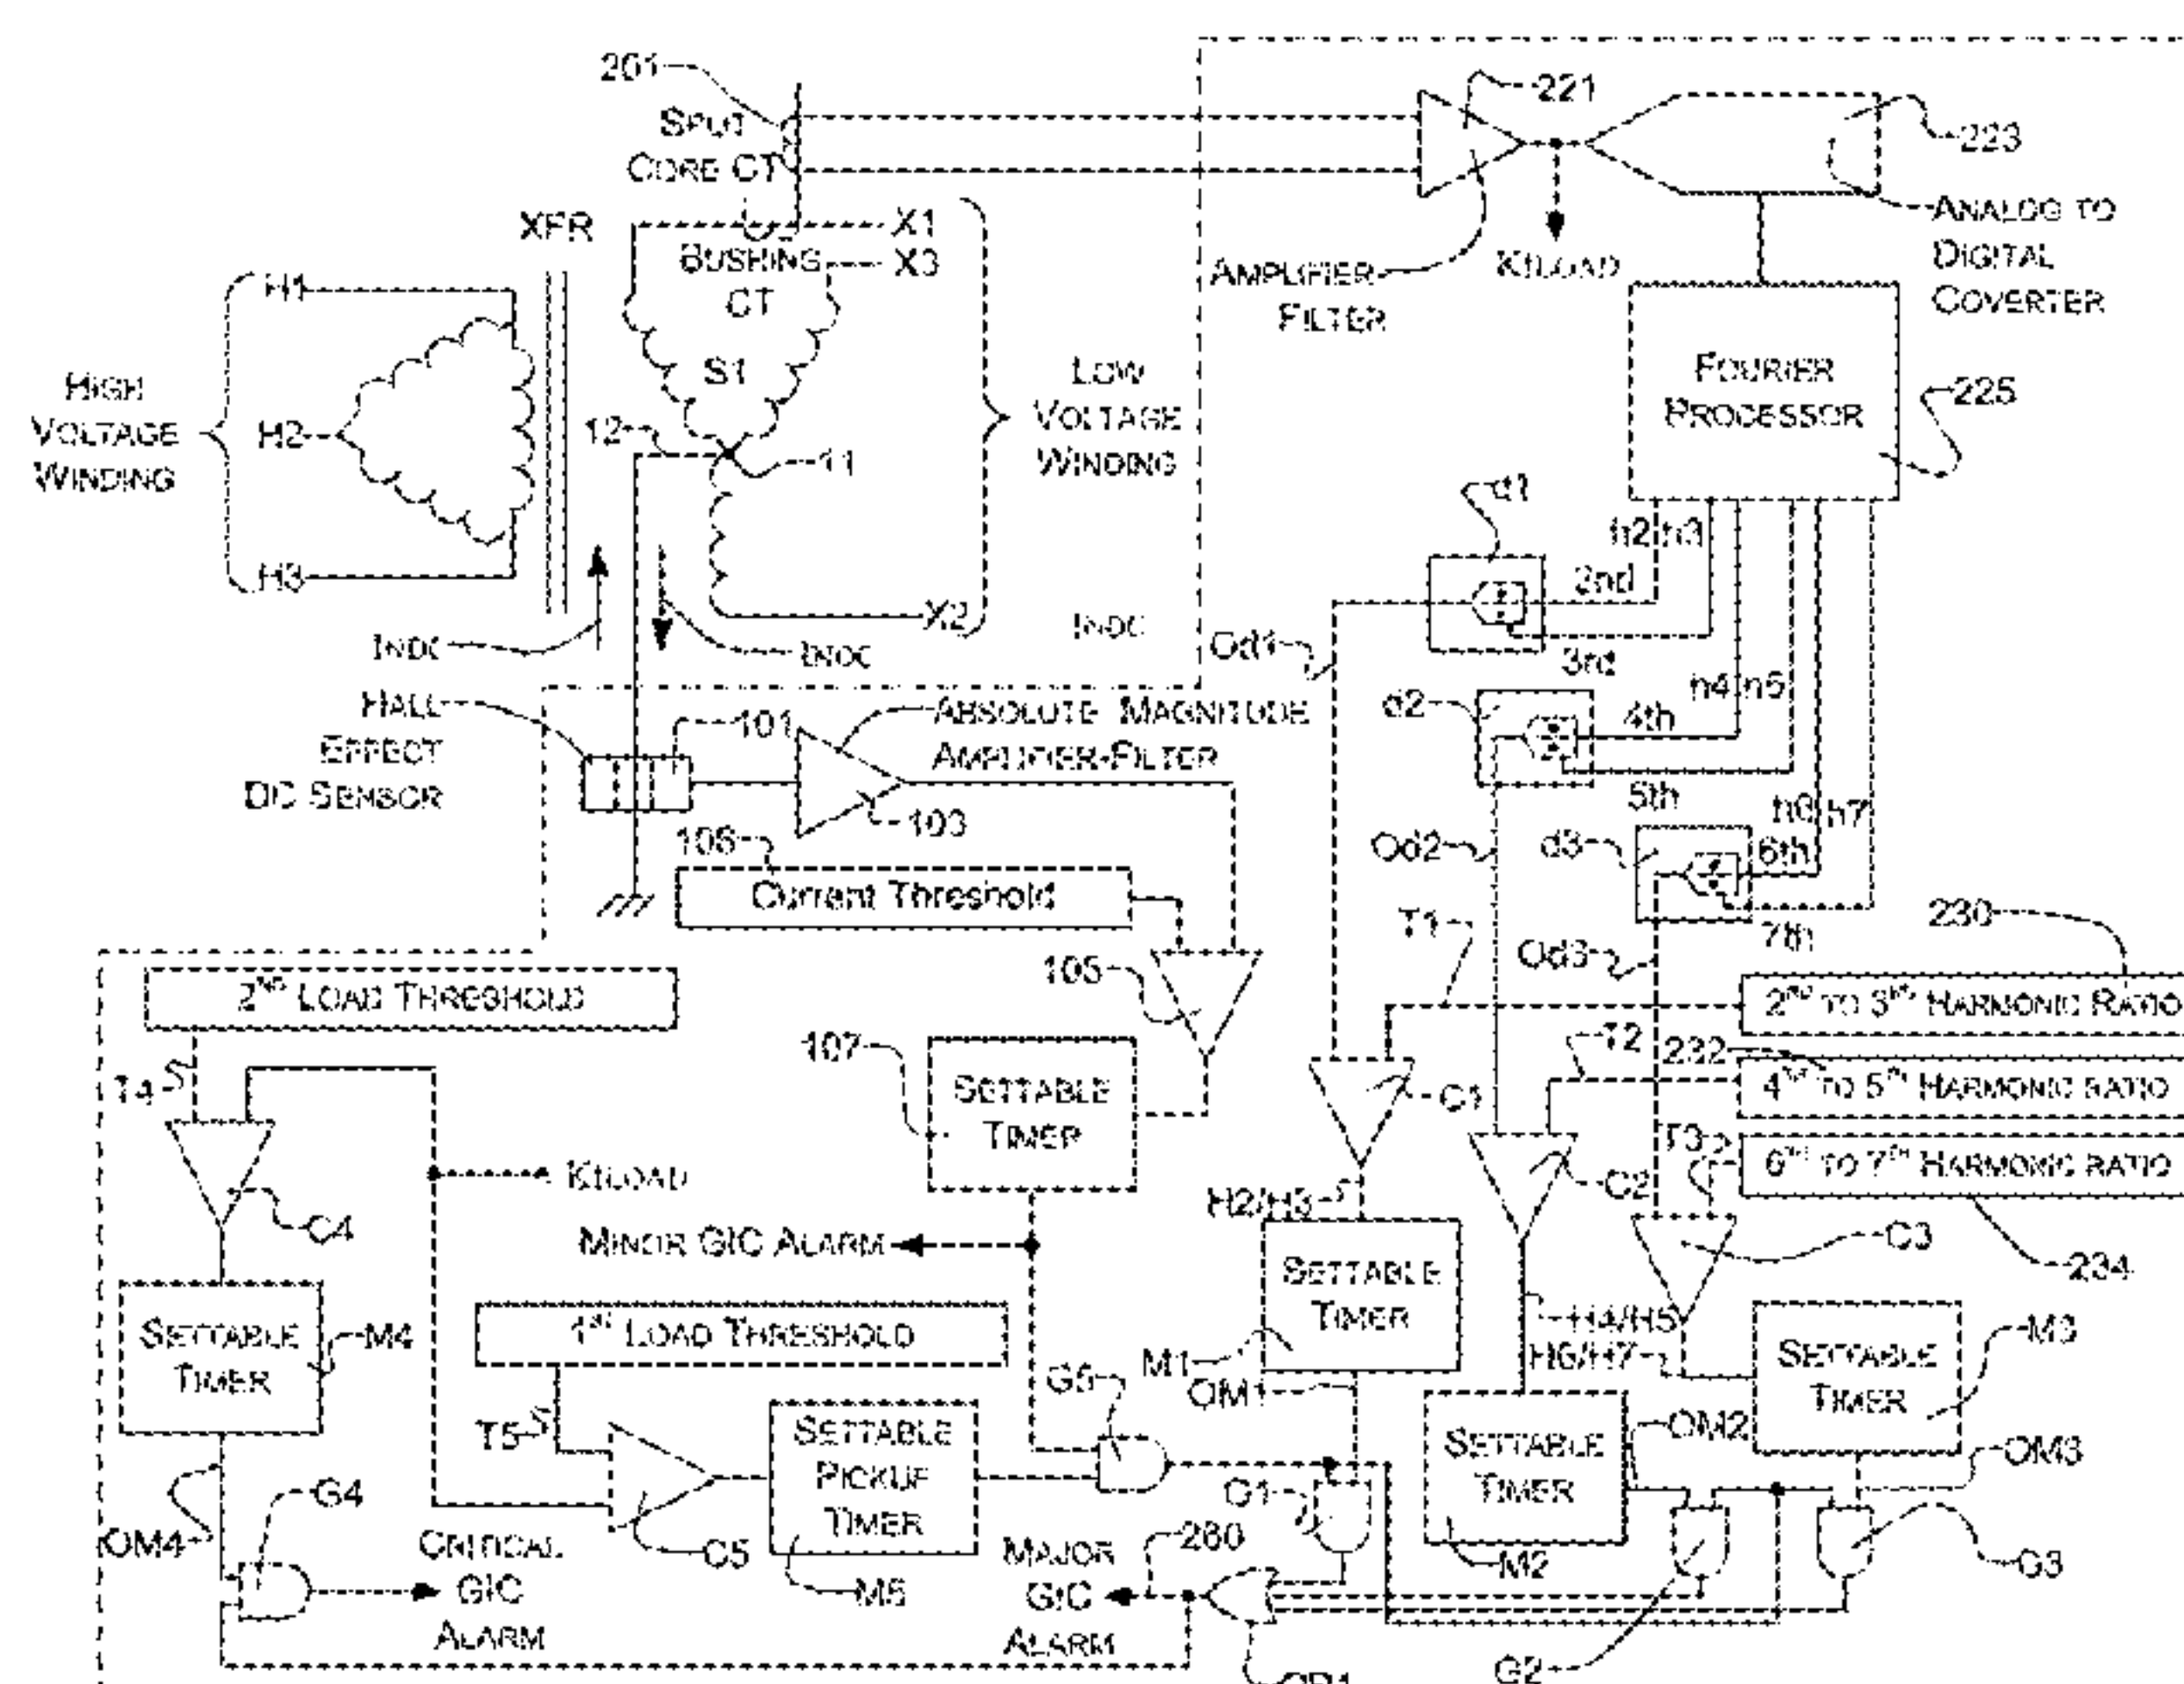 201
SPLIT
CORE CT
XFR
X1
BUSHING
X3
CT
S1
H1
H2
H3
HIGH
VOLTAGE
WINDING
12
11
LOW
VOLTAGE
WINDING
X2
221
223
AMPLIFIER
FILTER
KILOAD
ANALOG TO
DIGITAL
COVERTER
FOURIER
PROCESSOR
225
d1
h2
h3
2nd
3rd
Od1
d2
h4
4th
5th
Od2
h6
h7
d3
6th
7th
Od3
HALL
EFFECT
DC SENSOR
101
ABSOLUTE MAGNITUDE
AMPLIFIER-FILTER
103
106
Current Threshold
105
107
SETTABLE
TIMER
2ND LOAD THRESHOLD
T4
C4
KILOAD
MINOR GIC ALARM
SETTABLE
TIMER
M4
1ST LOAD THRESHOLD
T5
C5
SETTABLE
PICKUP
TIMER
M5
G5
OM4
G4
CRITICAL
GIC
ALARM
MAJOR
GIC
ALARM
260
OR1
T1
230
2ND TO 3RD HARMONIC RATIO
T2
232
4TH TO 5TH HARMONIC RATIO
T3
6TH TO 7TH HARMONIC RATIO
234
C1
C2
C3
H2/H3
SETTABLE
TIMER
M1
OM1
H4/H5
H6/H7
SETTABLE
TIMER
M2
OM2
SETTABLE
TIMER
M3
OM3
G1
G2
G3